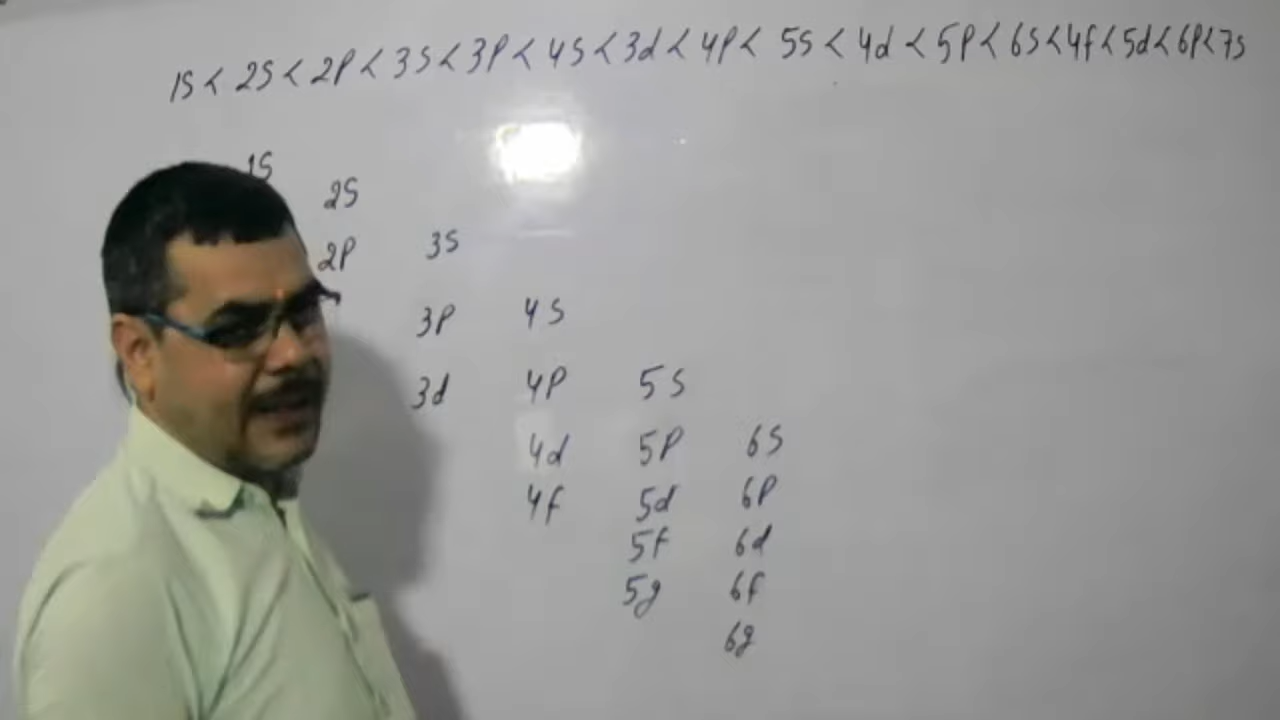 1S < 2S < 2P < 3S < 3P < 4S < 3d < 4P < 5S < 4d < 5P < 6S < 4f < 5d < 6P < 7S
1S
2S
2P 3S
3P 4S
3d 4P 5S
4d 5P 6S
4f 5d 6P
5f 6d
5g 6f
6g